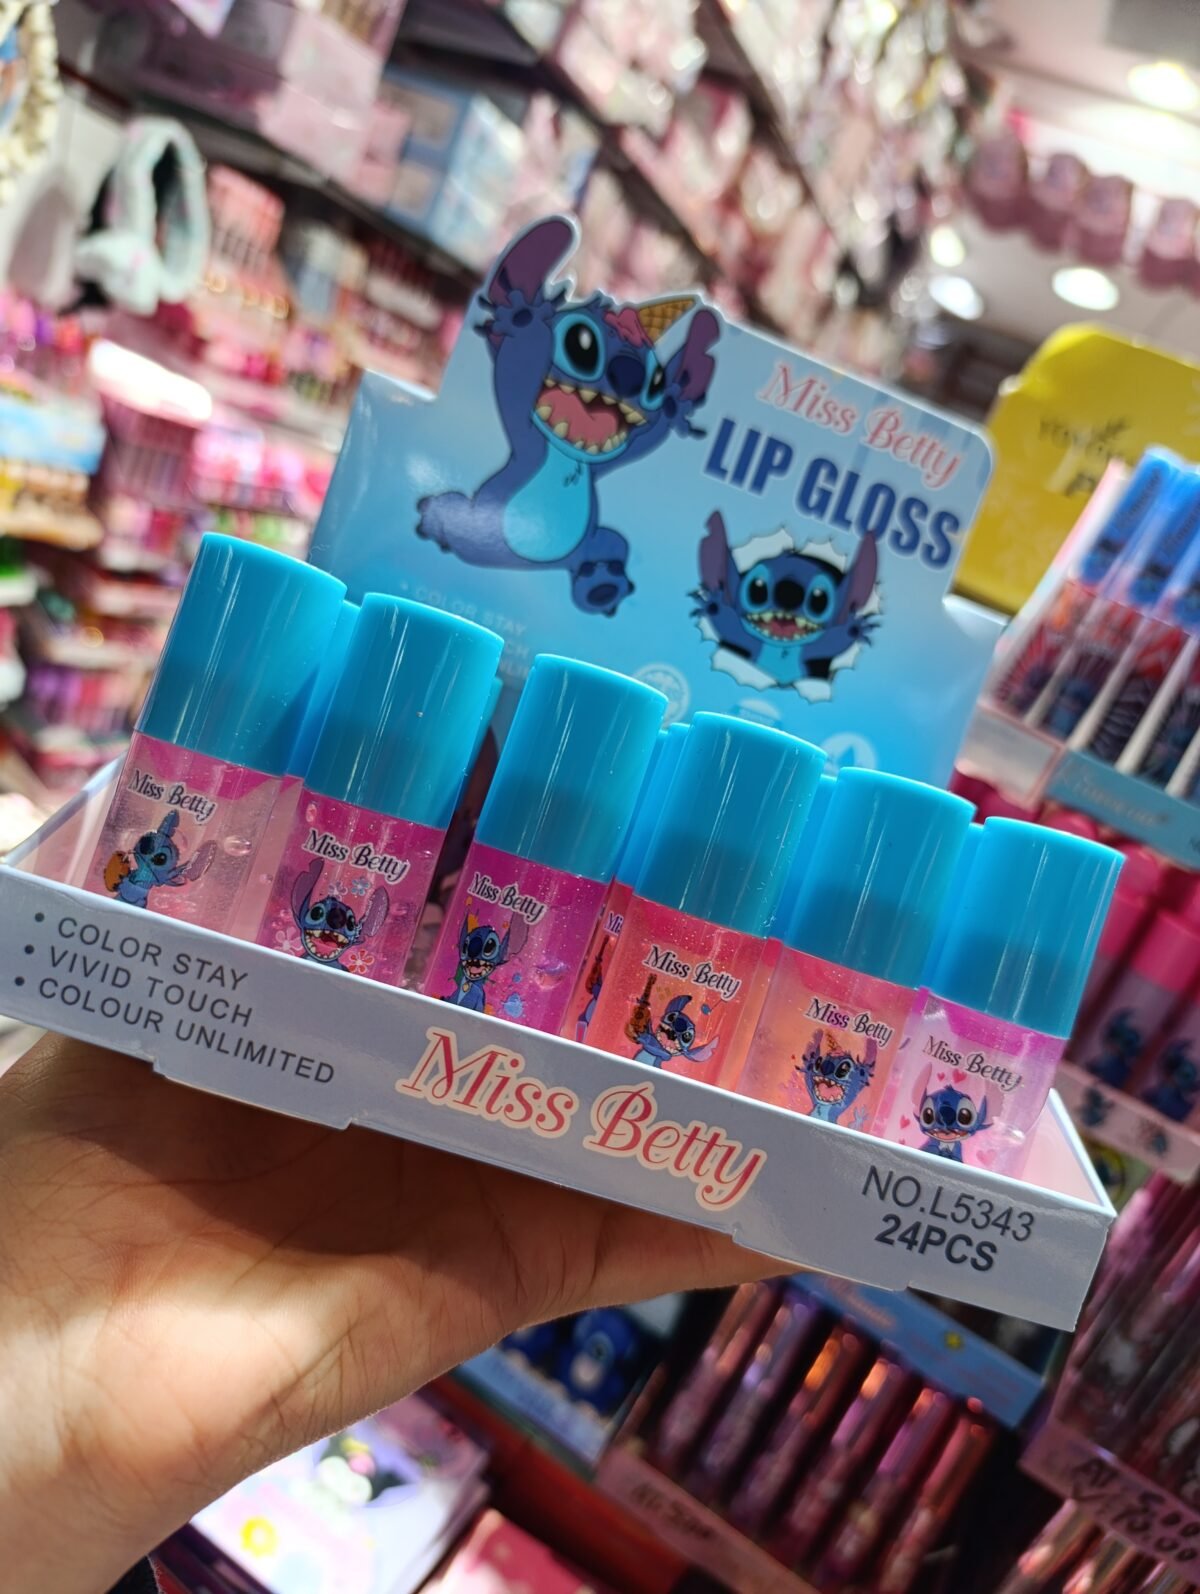 Miss Betty
LIP GLOSS
• COLOR STAY
Miss Betty
Miss Betty
Miss Betty
Miss Betty
Miss Betty
Miss Betty
• COLOR STAY
• VIVID TOUCH
• COLOUR UNLIMITED
Miss Betty
NO.L5343
24PCS